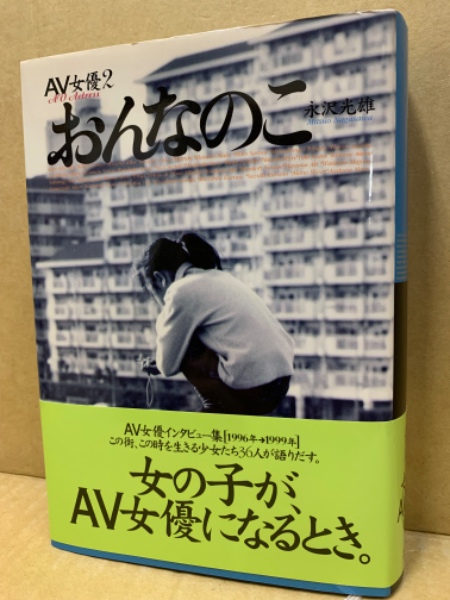 AV女優2
AV Actress
おんなのこ
永沢光雄
Mitsuo Nagasawa
AV女優インタビュー集[1996年→1999年]
この街、この時を生きる少女たち36人が語りだす。
女の子が、
AV女優になるとき。